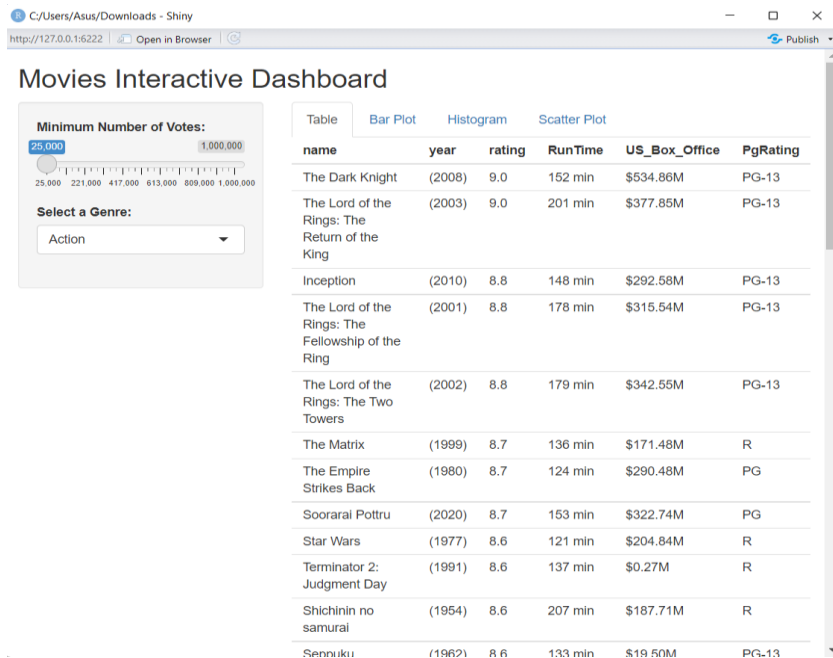 C:/Users/Asus/Downloads - Shiny
http://127.0.0.1:6222 Open in Browser Publish
Movies Interactive Dashboard
Minimum Number of Votes:
25,000 1,000,000
25,000 221,000 417,000 613,000 809,000 1,000,000
Select a Genre:
Action
Table Bar Plot Histogram Scatter Plot
name year rating RunTime US_Box_Office PgRating
The Dark Knight (2008) 9.0 152 min $534.86M PG-13
The Lord of the (2003) 9.0 201 min $377.85M PG-13
Rings: The
Return of the
King
Inception (2010) 8.8 148 min $292.58M PG-13
The Lord of the (2001) 8.8 178 min $315.54M PG-13
Rings: The
Fellowship of the
Ring
The Lord of the (2002) 8.8 179 min $342.55M PG-13
Rings: The Two
Towers
The Matrix (1999) 8.7 136 min $171.48M R
The Empire (1980) 8.7 124 min $290.48M PG
Strikes Back
Soorarai Pottru (2020) 8.7 153 min $322.74M PG
Star Wars (1977) 8.6 121 min $204.84M R
Terminator 2: (1991) 8.6 137 min $0.27M R
Judgment Day
Shichinin no (1954) 8.6 207 min $187.71M R
samurai
Seppuku (1962) 8.6 133 min $19.50M PG-13